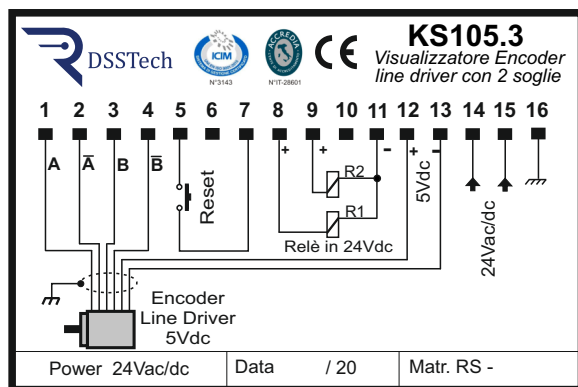 DSSTech
ICIM
N°3143
ACCREDIA
N°IT-28601
CE
KS105.3
Visualizzatore Encoder
line driver con 2 soglie
1 2 3 4 5 6 7 8 9 10 11 12 13 14 15 16
A A̅ B B̅
+ + - + -
Reset
R2
R1
Relè in 24Vdc
5Vdc
24Vac/dc
Encoder
Line Driver
5Vdc
Power 24Vac/dc
Data / 20
Matr. RS -